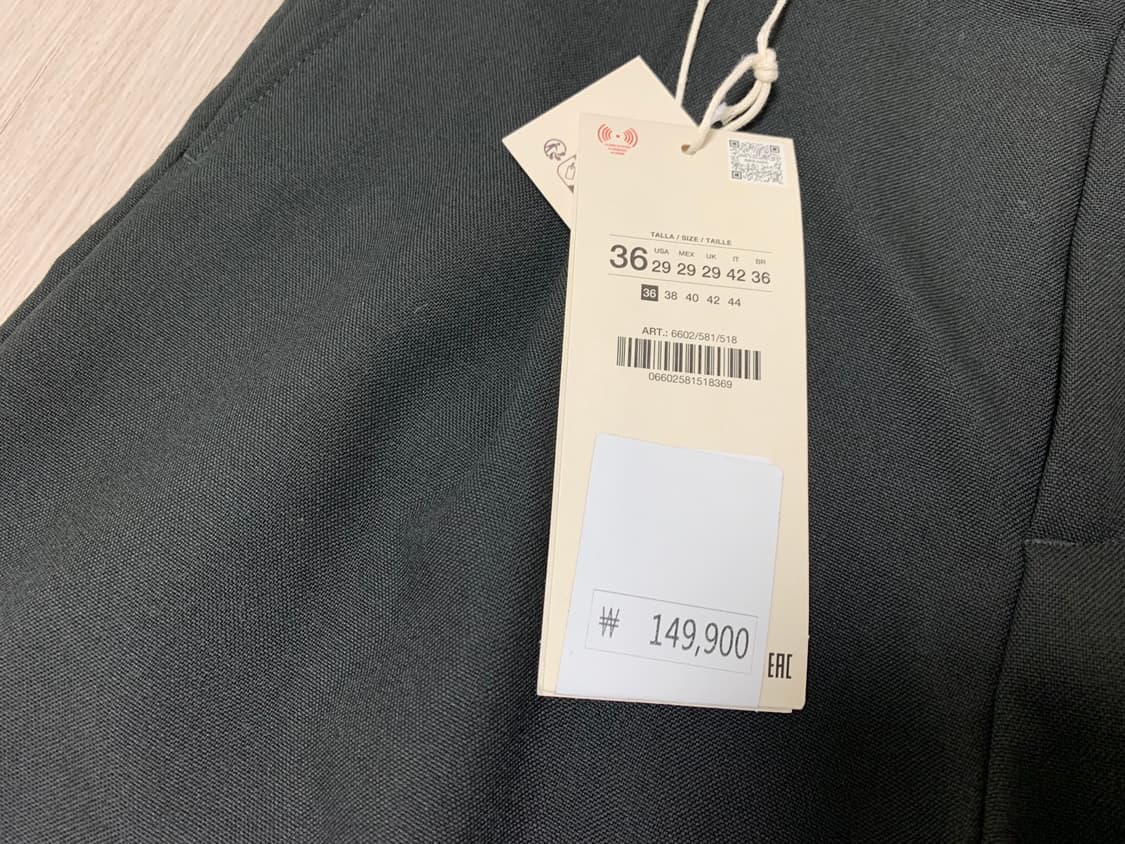 TALLA / SIZE / TAILLE
USA MEX UK IT BR
36 29 29 29 42 36
36 38 40 42 44
ART.: 6602/581/518
06602581518369
₩ 149,900
EAC